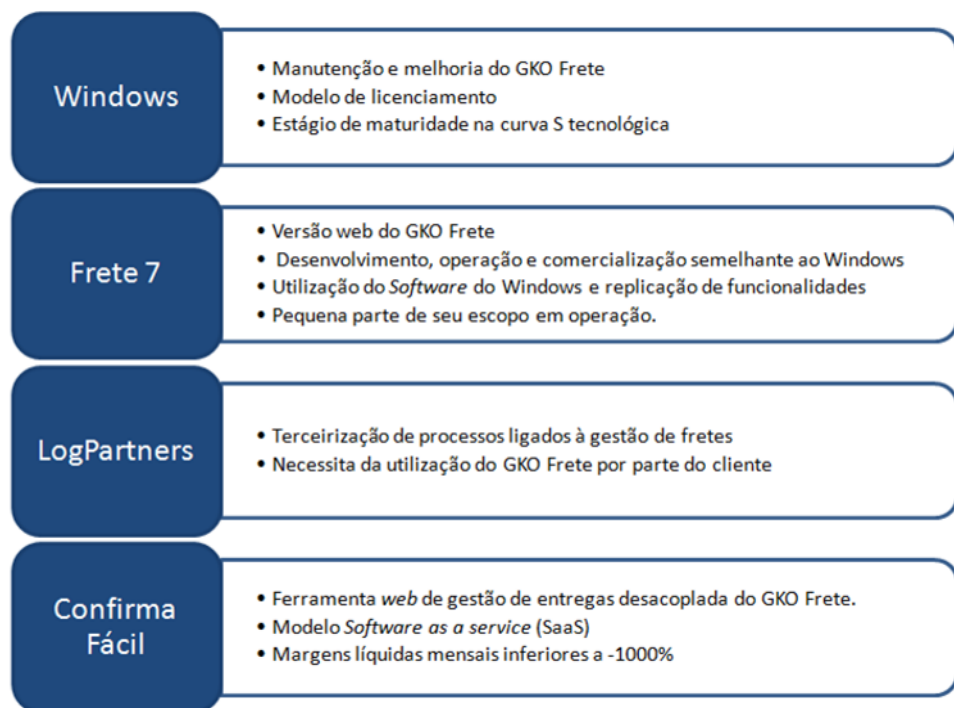 Windows
• Manutenção e melhoria do GKO Frete
• Modelo de licenciamento
• Estágio de maturidade na curva S tecnológica
Frete 7
• Versão web do GKO Frete
• Desenvolvimento, operação e comercialização semelhante ao Windows
• Utilização do Software do Windows e replicação de funcionalidades
• Pequena parte de seu escopo em operação.
LogPartners
• Terceirização de processos ligados à gestão de fretes
• Necessita da utilização do GKO Frete por parte do cliente
Confirma
Fácil
• Ferramenta web de gestão de entregas desacoplada do GKO Frete.
• Modelo Software as a service (SaaS)
• Margens líquidas mensais inferiores a -1000%